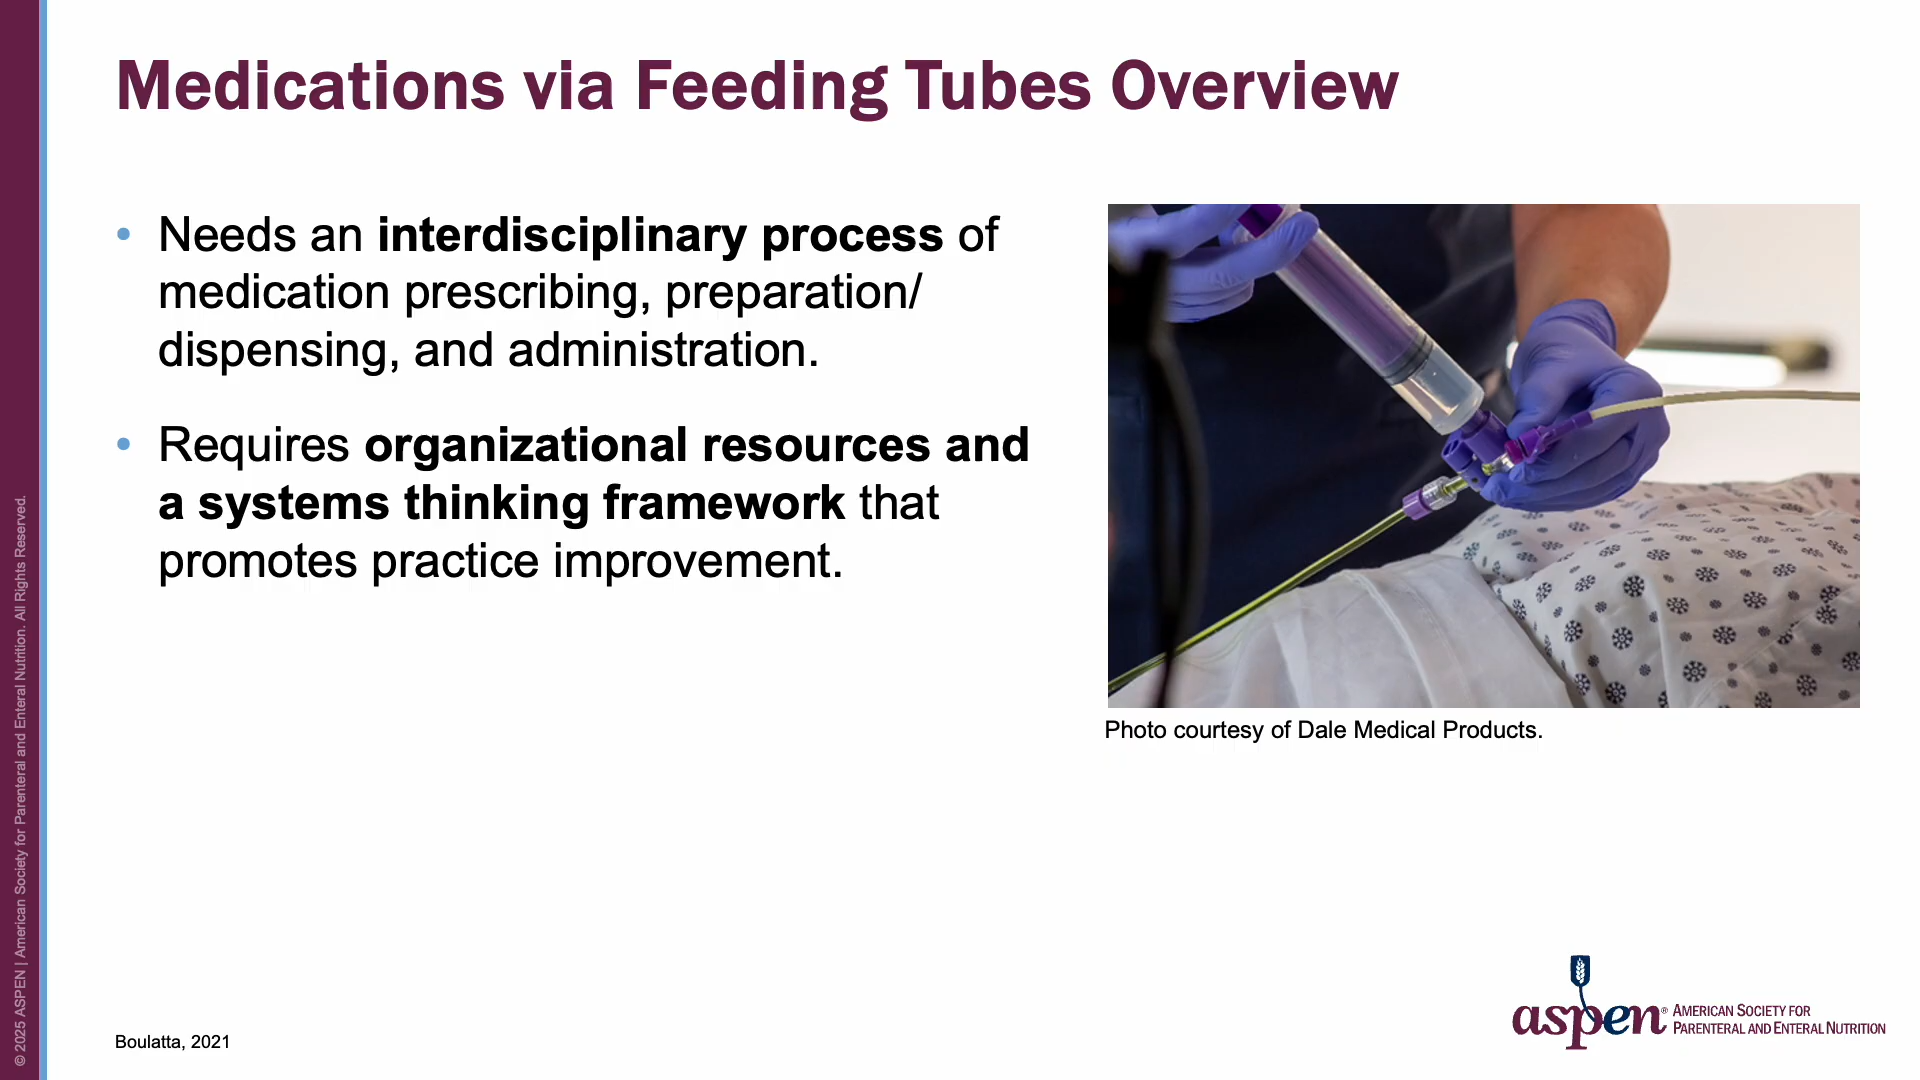 Medications via Feeding Tubes Overview
• Needs an interdisciplinary process of
medication prescribing, preparation/
dispensing, and administration.
• Requires organizational resources and
a systems thinking framework that
promotes practice improvement.
Photo courtesy of Dale Medical Products.
Boulatta, 2021
aspen® AMERICAN SOCIETY FOR
PARENTERAL AND ENTERAL NUTRITION
© 2025 ASPEN | American Society for Parenteral and Enteral Nutrition. All Rights Reserved.